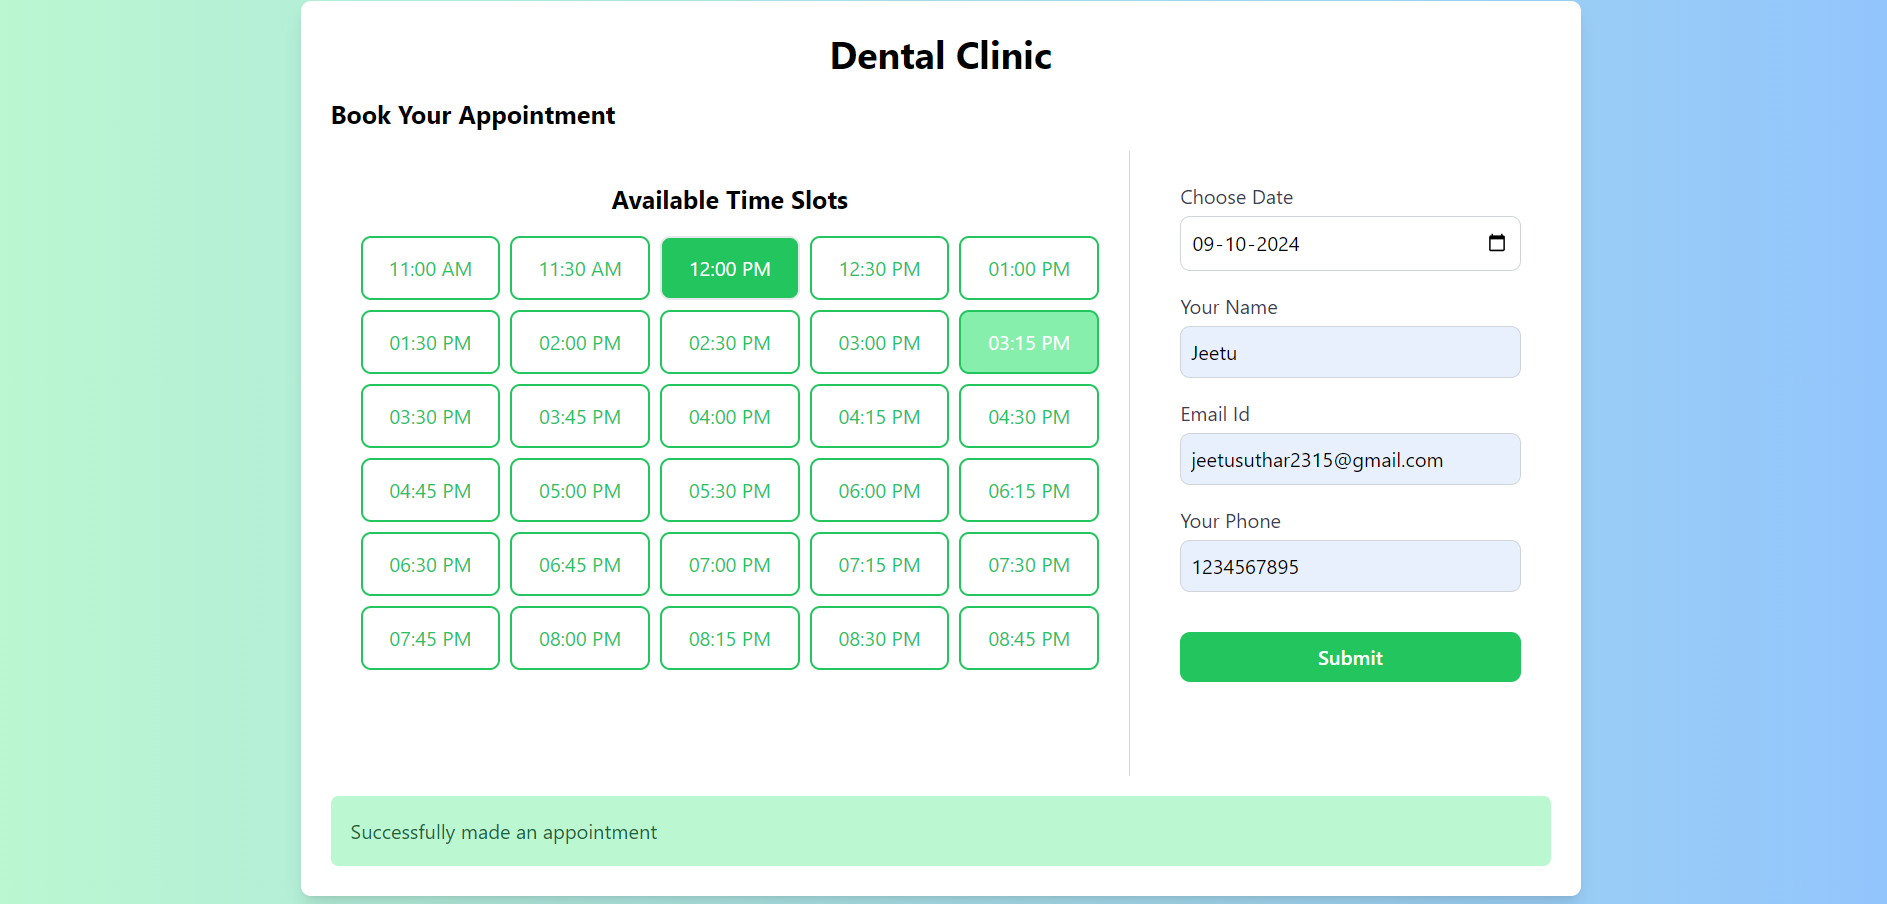 Dental Clinic
Book Your Appointment
Available Time Slots
11:00 AM 11:30 AM 12:00 PM 12:30 PM 01:00 PM
01:30 PM 02:00 PM 02:30 PM 03:00 PM 03:15 PM
03:30 PM 03:45 PM 04:00 PM 04:15 PM 04:30 PM
04:45 PM 05:00 PM 05:30 PM 06:00 PM 06:15 PM
06:30 PM 06:45 PM 07:00 PM 07:15 PM 07:30 PM
07:45 PM 08:00 PM 08:15 PM 08:30 PM 08:45 PM
Choose Date
09-10-2024
Your Name
Jeetu
Email Id
jeetusuthar2315@gmail.com
Your Phone
1234567895
Submit
Successfully made an appointment